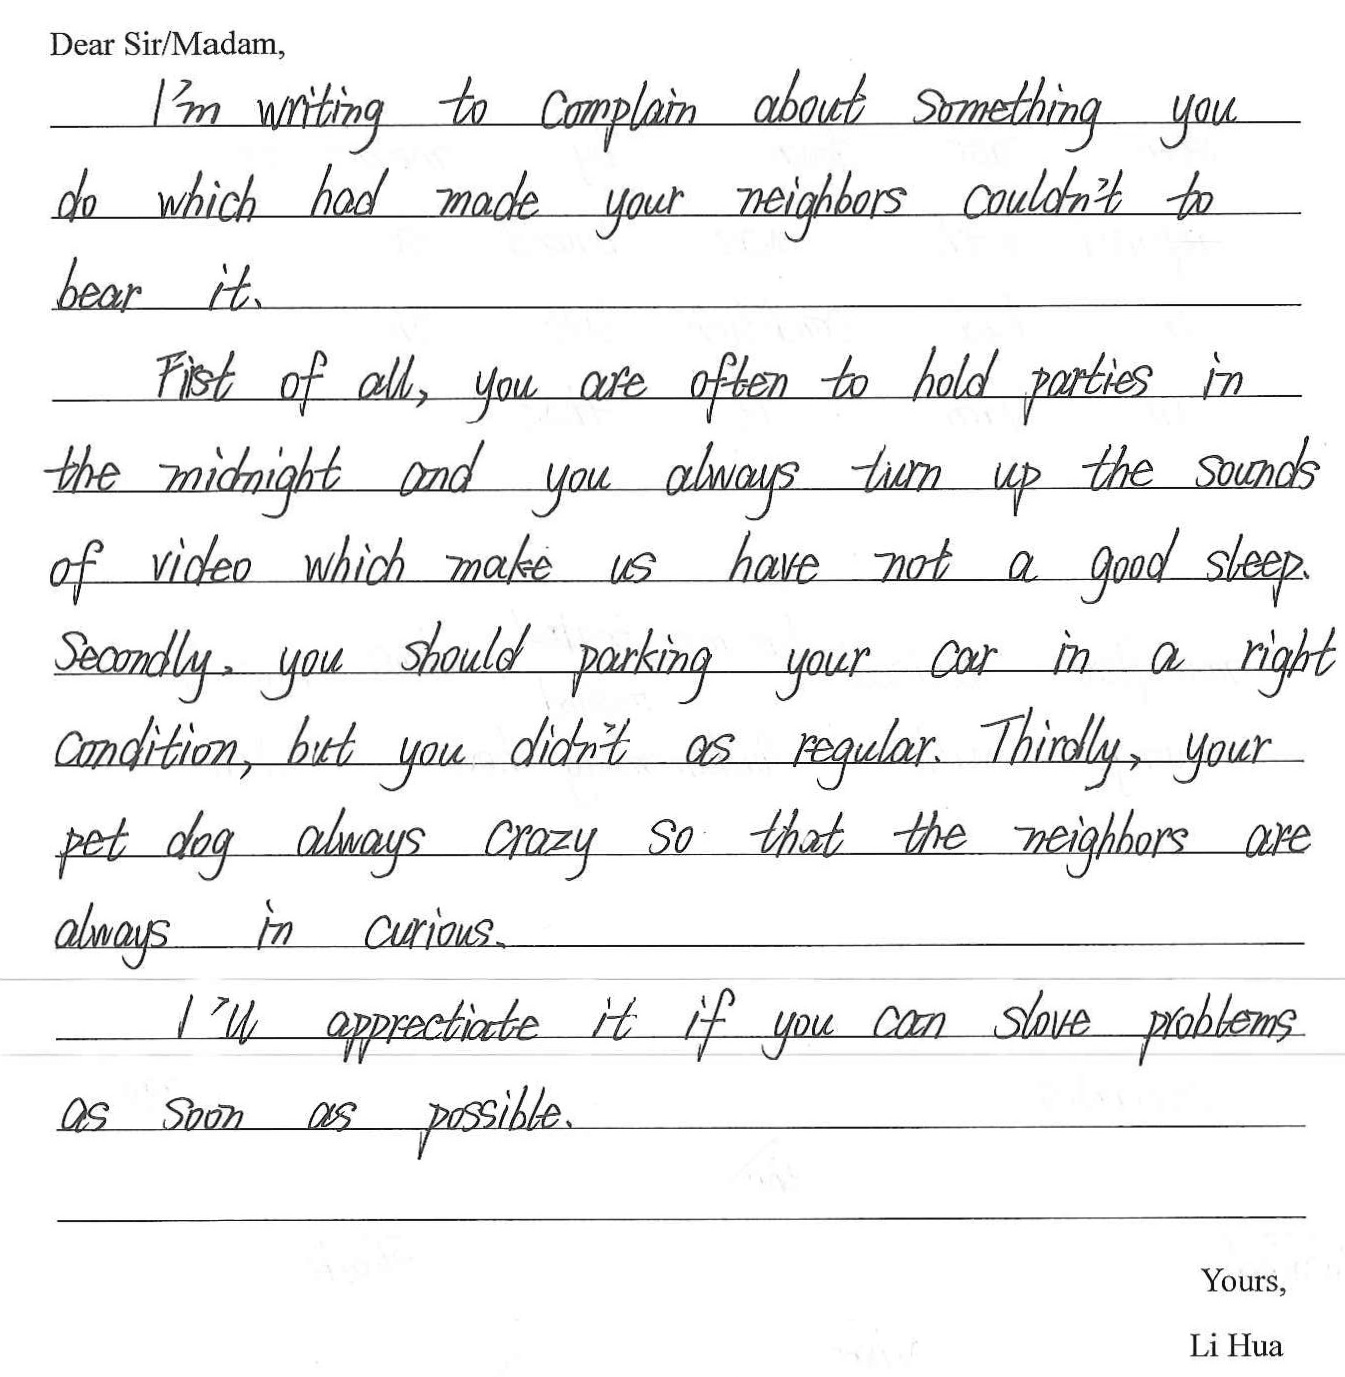 Dear Sir/Madam,
I'm writing to complain about something you
do which had made your neighbors couldn't to
bear it.
Fist of all, you are often to hold parties in
the midnight and you always turn up the sounds
of video which make us have not a good sleep.
Secondly, you should parking your car in a right
condition, but you didn't as regular. Thirdly, your
pet dog always crazy so that the neighbors are
always in curious.
I'll apprectiate it if you can slove problems
as soon as possible.
Yours,
Li Hua